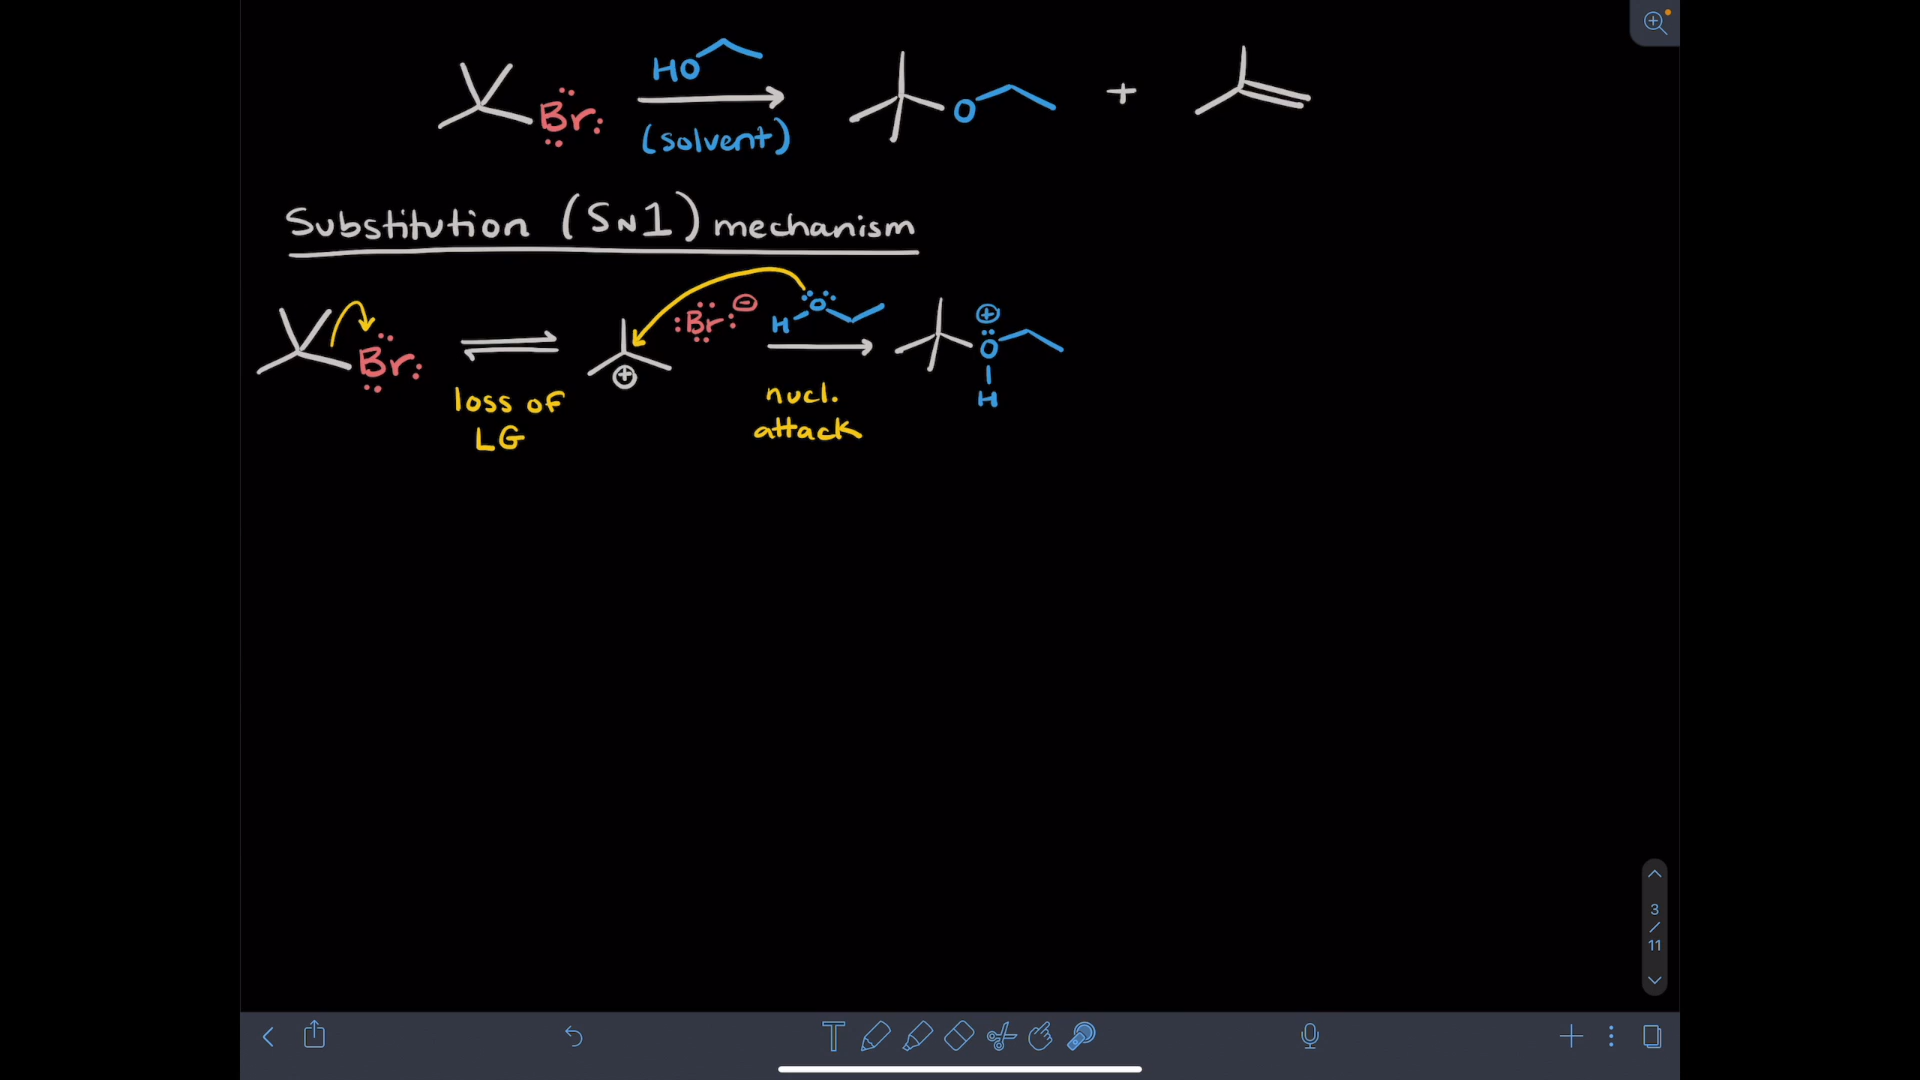 HO
Br
(solvent)
O
+
Substitution (SN1) mechanism
Br
Br
⊖
H
O
⊕
⊕
O
H
loss of
LG
nucl.
attack
3
/
11
T